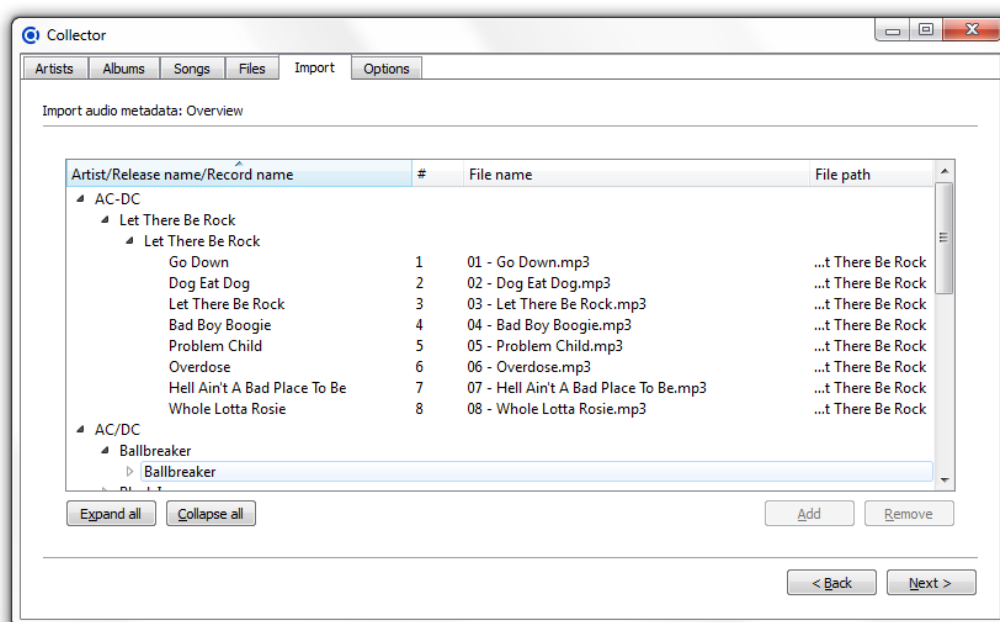 Collector
Artists Albums Songs Files Import Options
Import audio metadata: Overview
Artist/Release name/Record name # File name File path
AC-DC
Let There Be Rock
Let There Be Rock
Go Down 1 01 - Go Down.mp3 ...t There Be Rock
Dog Eat Dog 2 02 - Dog Eat Dog.mp3 ...t There Be Rock
Let There Be Rock 3 03 - Let There Be Rock.mp3 ...t There Be Rock
Bad Boy Boogie 4 04 - Bad Boy Boogie.mp3 ...t There Be Rock
Problem Child 5 05 - Problem Child.mp3 ...t There Be Rock
Overdose 6 06 - Overdose.mp3 ...t There Be Rock
Hell Ain't A Bad Place To Be 7 07 - Hell Ain't A Bad Place To Be.mp3 ...t There Be Rock
Whole Lotta Rosie 8 08 - Whole Lotta Rosie.mp3 ...t There Be Rock
AC/DC
Ballbreaker
Ballbreaker
Expand all Collapse all Add Remove
< Back Next >